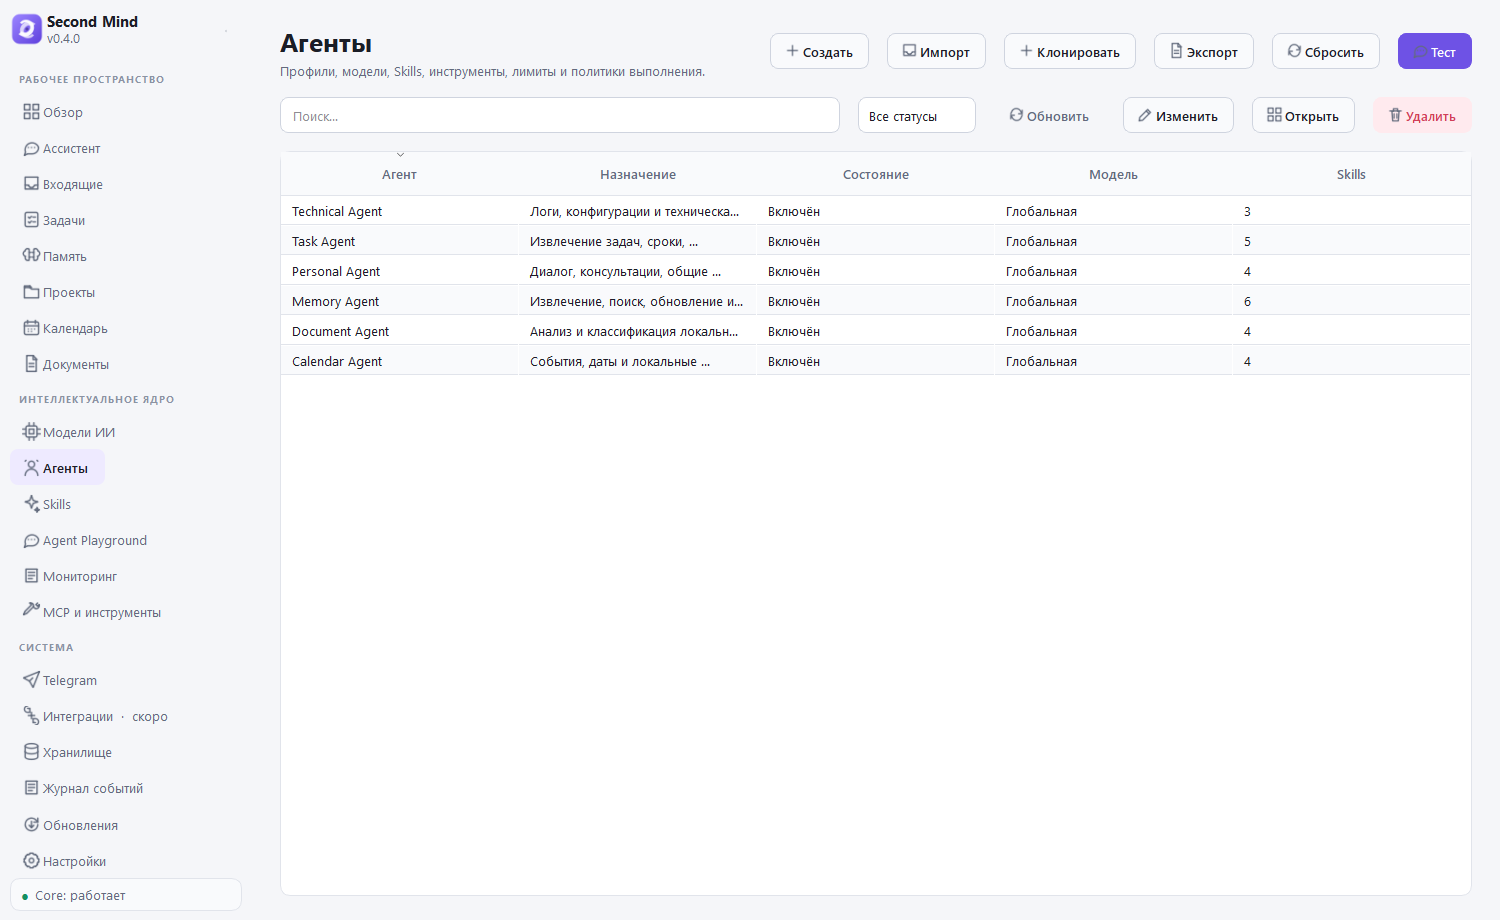 Second Mind
v0.4.0
РАБОЧЕЕ ПРОСТРАНСТВО
Обзор
Ассистент
Входящие
Задачи
Память
Проекты
Календарь
Документы
ИНТЕЛЛЕКТУАЛЬНОЕ ЯДРО
Модели ИИ
Агенты
Skills
Agent Playground
Мониторинг
MCP и инструменты
СИСТЕМА
Telegram
Интеграции · скоро
Хранилище
Журнал событий
Обновления
Настройки
Core: работает
Агенты
Профили, модели, Skills, инструменты, лимиты и политики выполнения.
Создать Импорт Клонировать Экспорт Сбросить Тест
Поиск... Все статусы Обновить Изменить Открыть Удалить
Агент Назначение Состояние Модель Skills
Technical Agent Логи, конфигурации и техническа... Включён Глобальная 3
Task Agent Извлечение задач, сроки, ... Включён Глобальная 5
Personal Agent Диалог, консультации, общие ... Включён Глобальная 4
Memory Agent Извлечение, поиск, обновление и... Включён Глобальная 6
Document Agent Анализ и классификация локальн... Включён Глобальная 4
Calendar Agent События, даты и локальные ... Включён Глобальная 4